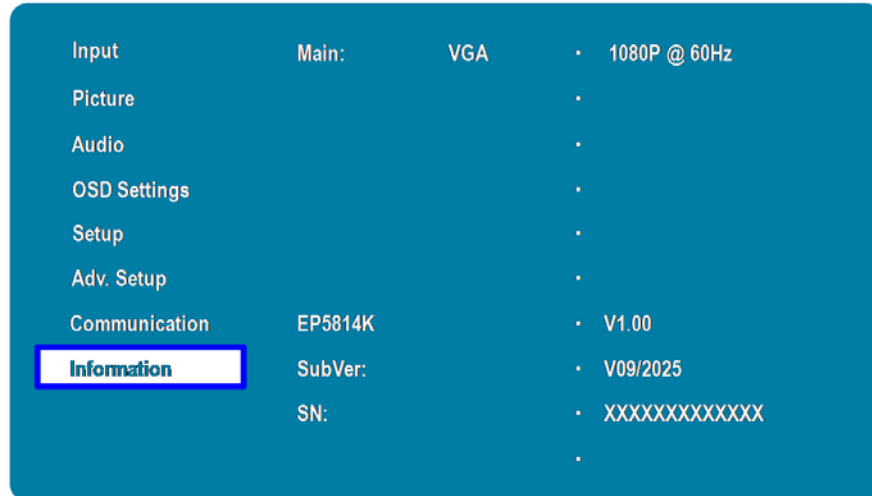 Input Main: VGA · 1080P @ 60Hz
Picture ·
Audio ·
OSD Settings ·
Setup ·
Adv. Setup ·
Communication EP5814K · V1.00
Information SubVer: · V09/2025
SN: · XXXXXXXXXXXXX
·